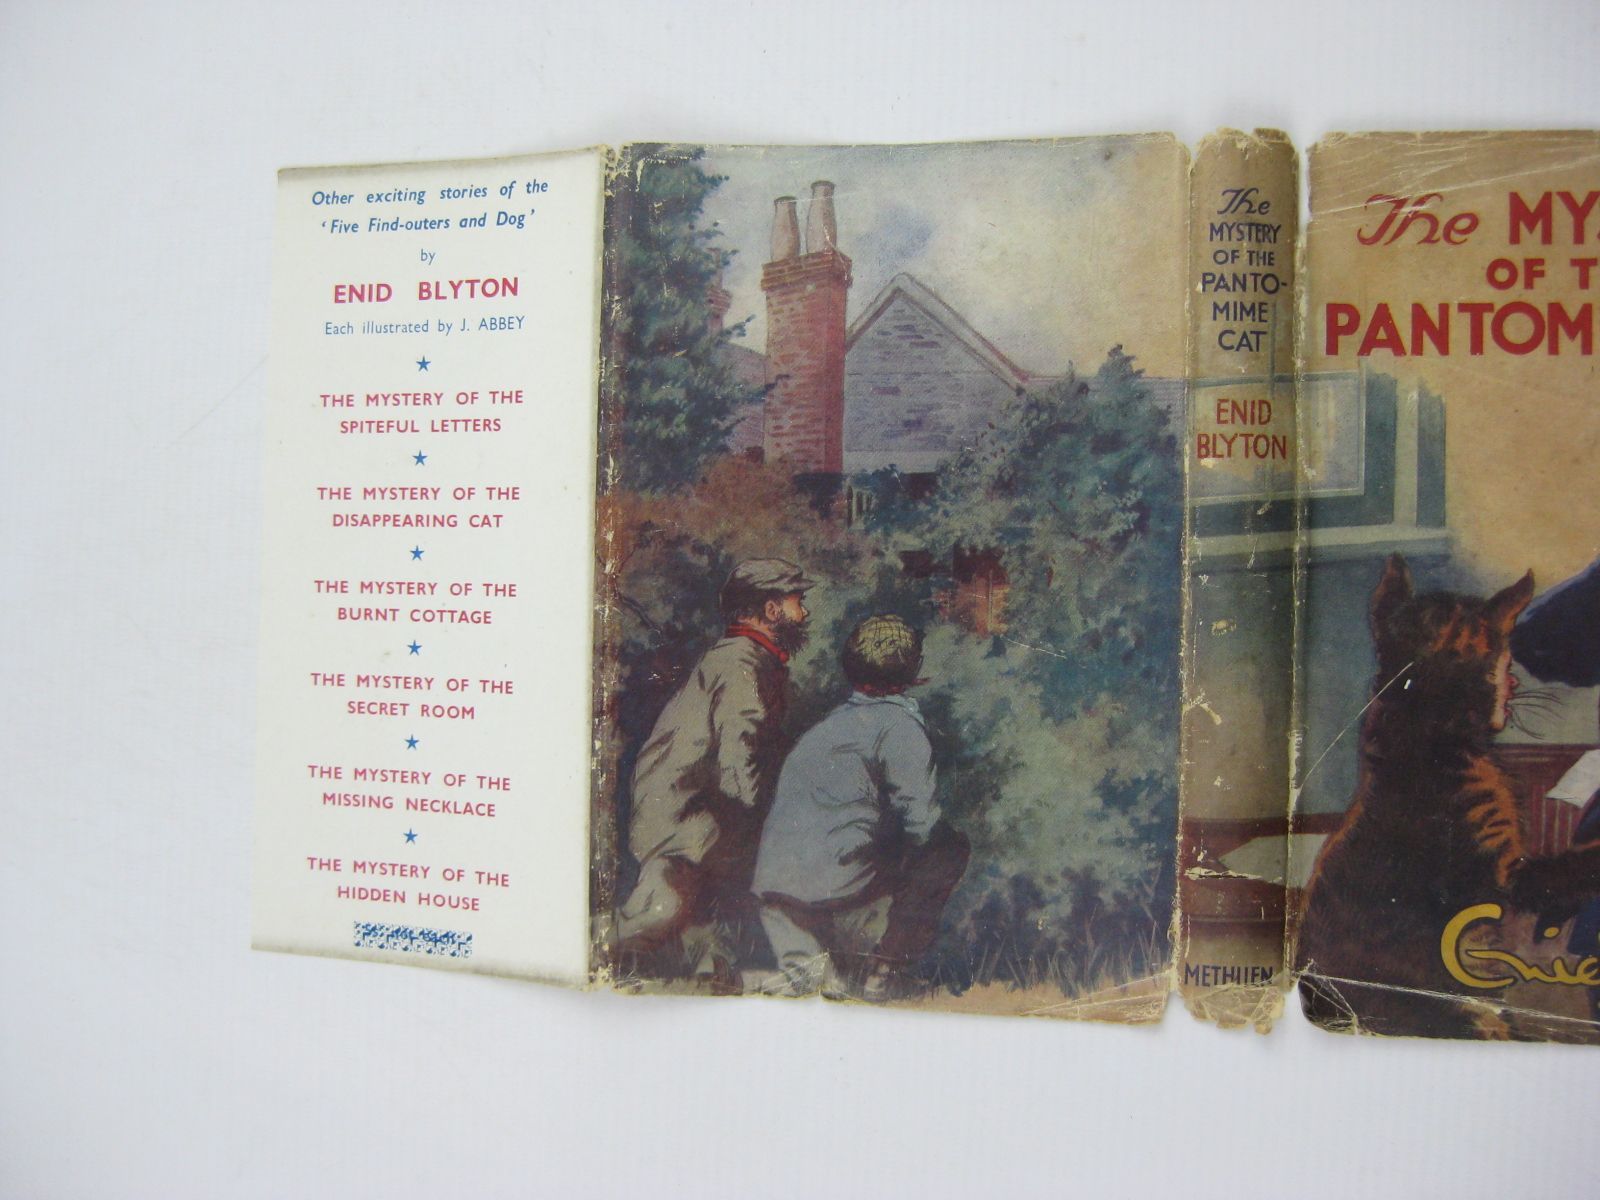 Other exciting stories of the
‘Five Find-outers and Dog’
by
ENID BLYTON
Each illustrated by J. ABBEY
THE MYSTERY OF THE
SPITEFUL LETTERS
THE MYSTERY OF THE
DISAPPEARING CAT
THE MYSTERY OF THE
BURNT COTTAGE
THE MYSTERY OF THE
SECRET ROOM
THE MYSTERY OF THE
MISSING NECKLACE
THE MYSTERY OF THE
HIDDEN HOUSE
The
MYSTERY
OF THE
PANTO-
MIME
CAT
ENID
BLYTON
METHUEN
The MYS
OF T
PANTOM
Enid